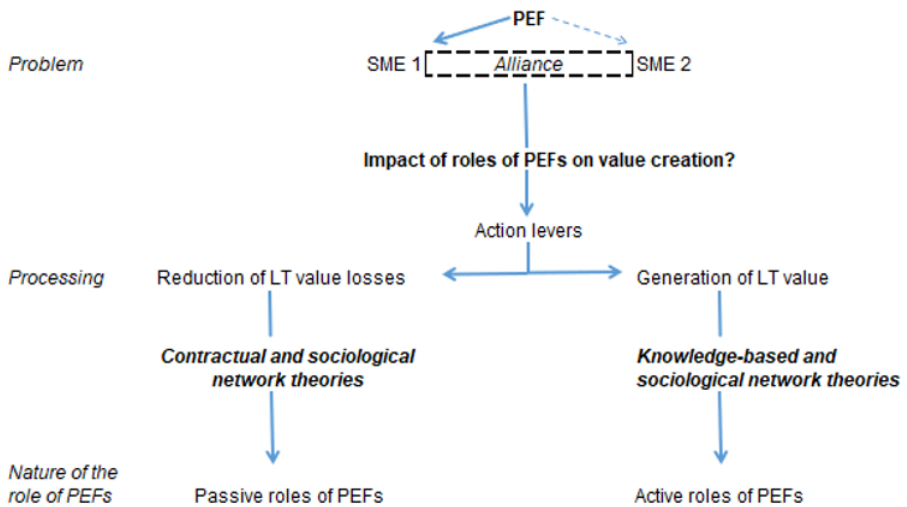 PEF
Problem
SME 1
Alliance
SME 2
Impact of roles of PEFs on value creation?
Action levers
Processing
Reduction of LT value losses
Generation of LT value
Contractual and sociological
network theories
Knowledge-based and
sociological network theories
Nature of the
role of PEFs
Passive roles of PEFs
Active roles of PEFs